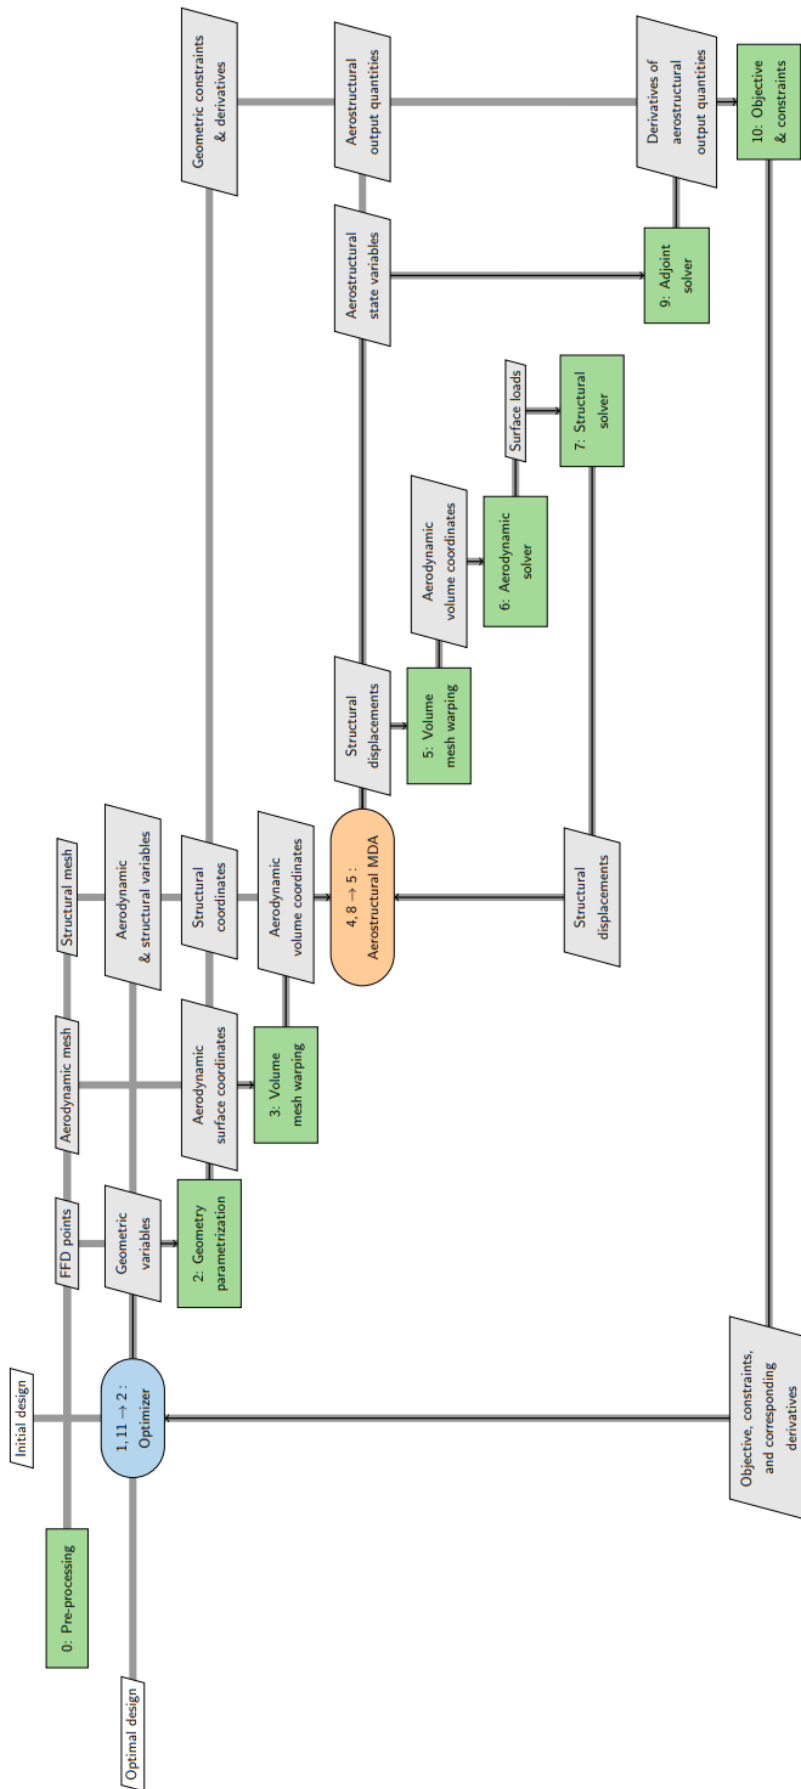 Initial design
0: Pre-processing
FFD points
Aerodynamic mesh
Structural mesh
Optimal design
1, 11 → 2 :
Optimizer
Geometric
variables
Aerodynamic
& structural variables
2: Geometry
parametrization
Aerodynamic
surface coordinates
Structural
coordinates
Geometric constraints
& derivatives
3: Volume
mesh warping
Aerodynamic
volume coordinates
4, 8 → 5 :
Aerostructural MDA
Structural
displacements
Aerostructural
state variables
Aerostructural
output quantities
5: Volume
mesh warping
Aerodynamic
volume coordinates
6: Aerodynamic
solver
Surface loads
Structural
displacements
7: Structural
solver
9: Adjoint
solver
Derivatives of
aerostructural
output quantities
Objective, constraints,
and corresponding
derivatives
10: Objective
& constraints